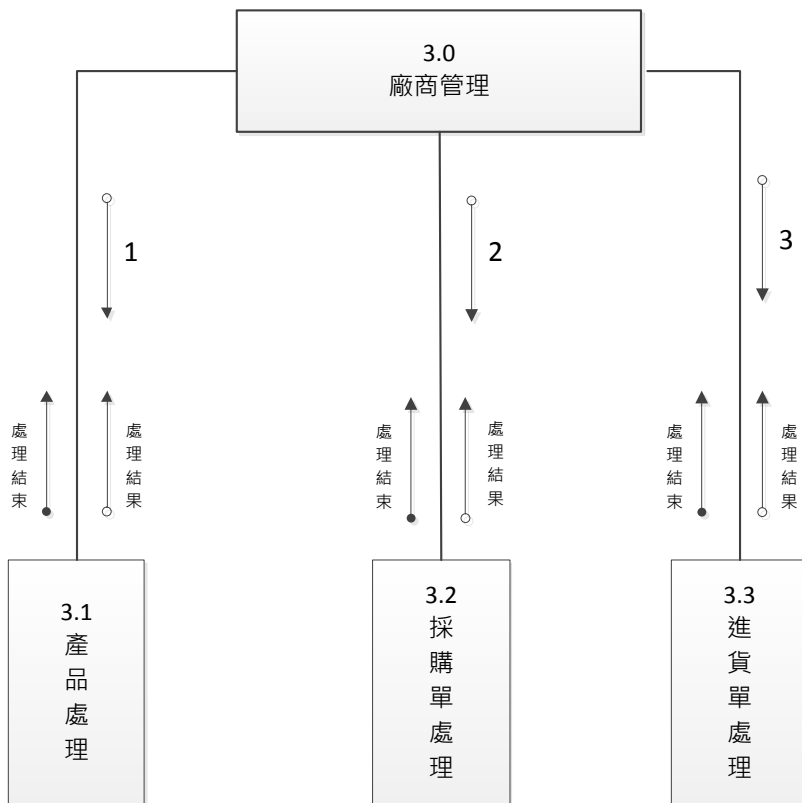 3.0
廠商管理
1
2
3
處理結束
處理結果
處理結束
處理結果
處理結束
處理結果
3.1
產品處理
3.2
採購單處理
3.3
進貨單處理